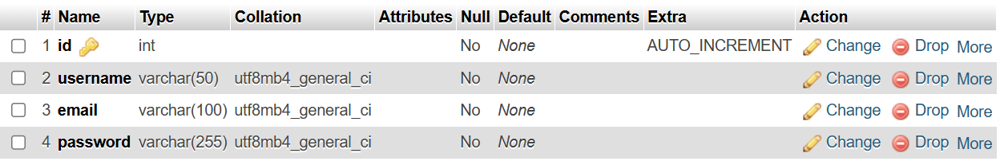 # Name Type Collation Attributes Null Default Comments Extra Action
1 id int No None AUTO_INCREMENT Change Drop More
2 username varchar(50) utf8mb4_general_ci No None Change Drop More
3 email varchar(100) utf8mb4_general_ci No None Change Drop More
4 password varchar(255) utf8mb4_general_ci No None Change Drop More